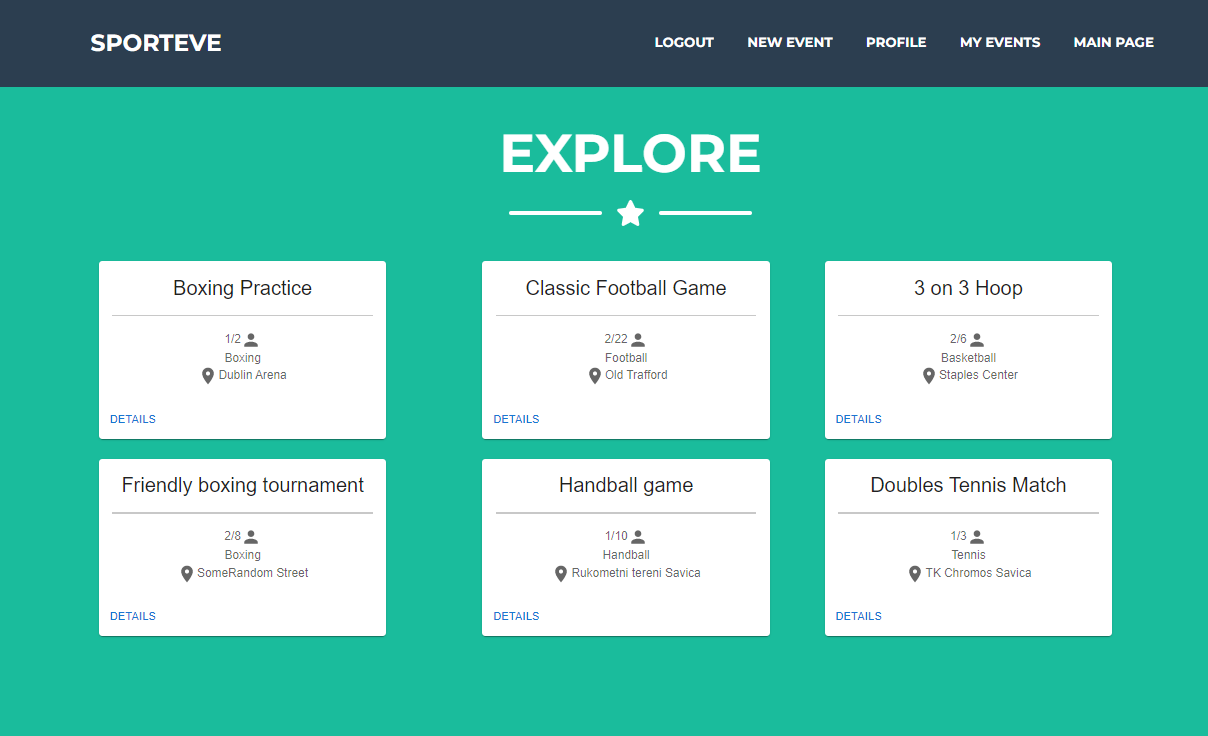 SPORTEVE
LOGOUT
NEW EVENT
PROFILE
MY EVENTS
MAIN PAGE
EXPLORE
Boxing Practice
1/2
Boxing
Dublin Arena
DETAILS
Classic Football Game
2/22
Football
Old Trafford
DETAILS
3 on 3 Hoop
2/6
Basketball
Staples Center
DETAILS
Friendly boxing tournament
2/8
Boxing
SomeRandom Street
DETAILS
Handball game
1/10
Handball
Rukometni tereni Savica
DETAILS
Doubles Tennis Match
1/3
Tennis
TK Chromos Savica
DETAILS